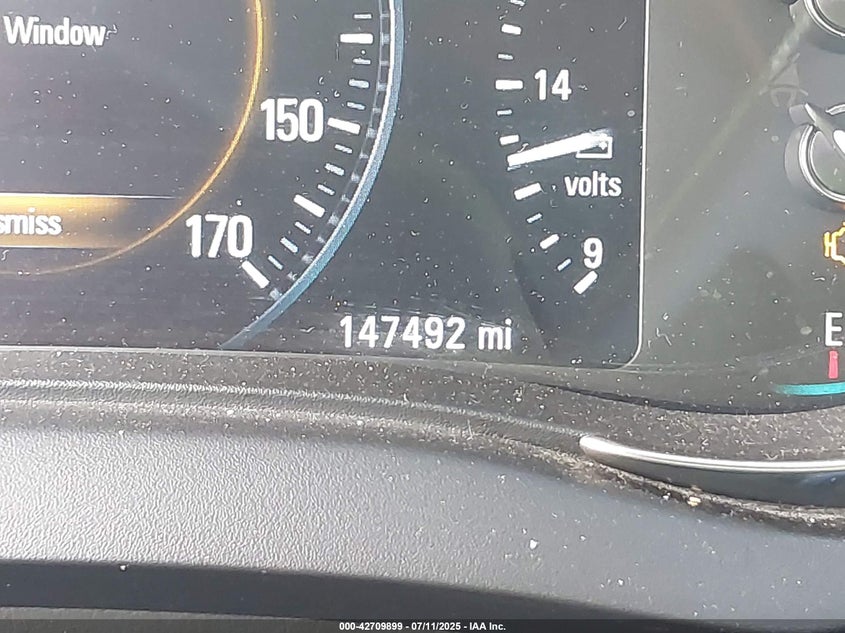 Window
14
150
volts
smiss
170
9
147492 mi
E
000-42709899 - 07/11/2025 - IAA Inc.